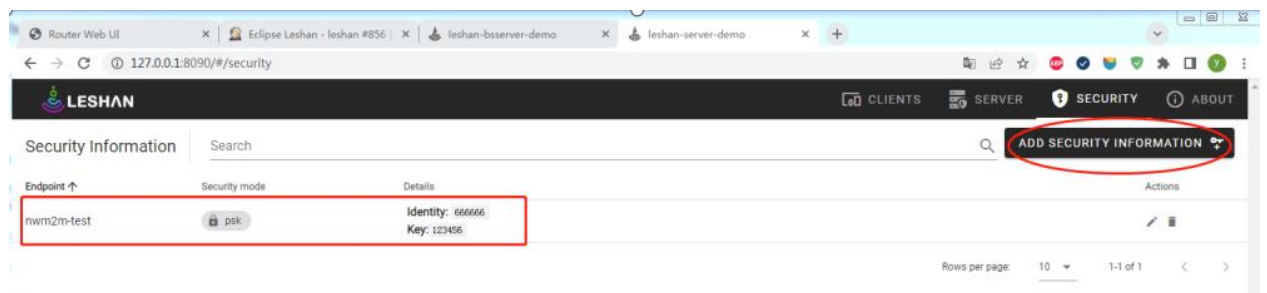 Router Web UI Eclipse Leshan - leshan #856 | leshan-bsserver-demo leshan-server-demo
127.0.0.1:8090/#/security
LESHAN CLIENTS SERVER SECURITY ABOUT
Security Information Search ADD SECURITY INFORMATION
Endpoint Security mode Details Actions
nwm2m-test psk Identity: 666666
Key: 123456
Rows per page: 10 1-1 of 1